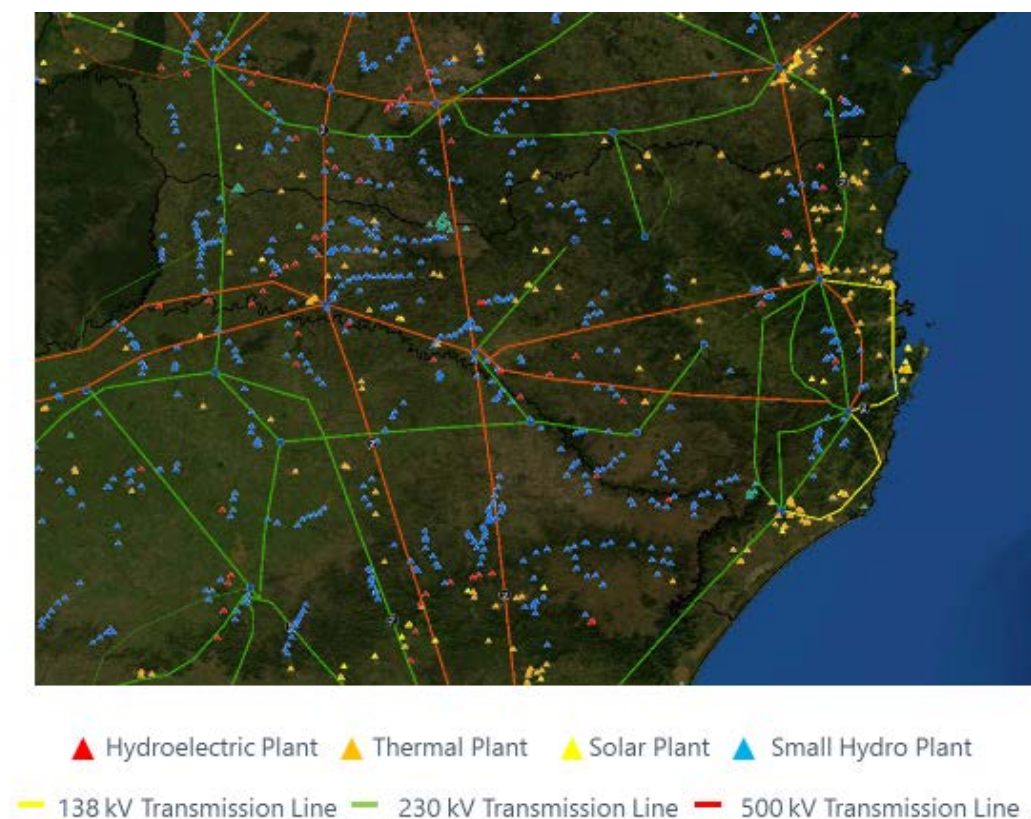 Hydroelectric Plant Thermal Plant Solar Plant Small Hydro Plant
138 kV Transmission Line 230 kV Transmission Line 500 kV Transmission Line